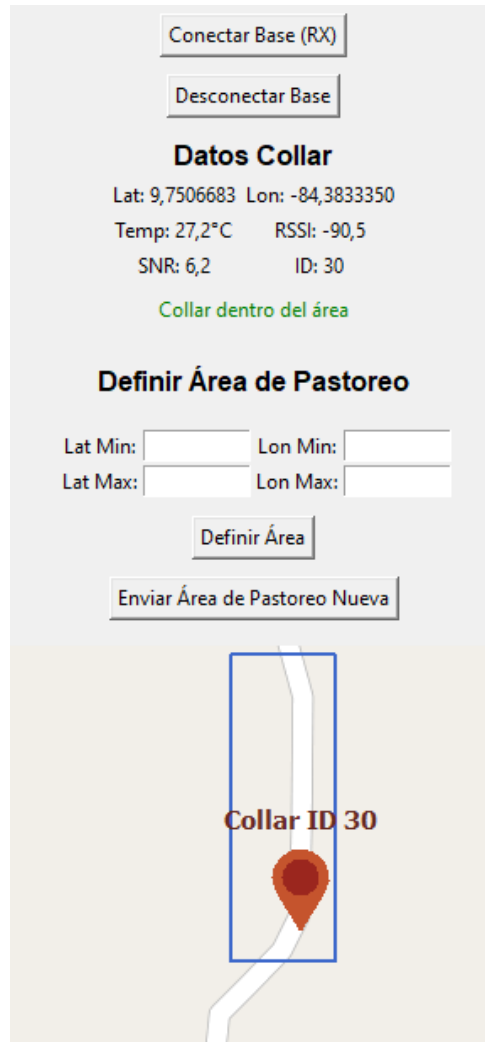 Conectar Base (RX)
Desconectar Base
Datos Collar
Lat: 9,7506683 Lon: -84,3833350
Temp: 27,2°C RSSI: -90,5
SNR: 6,2 ID: 30
Collar dentro del área
Definir Área de Pastoreo
Lat Min: Lon Min:
Lat Max: Lon Max:
Definir Área
Enviar Área de Pastoreo Nueva
Collar ID 30